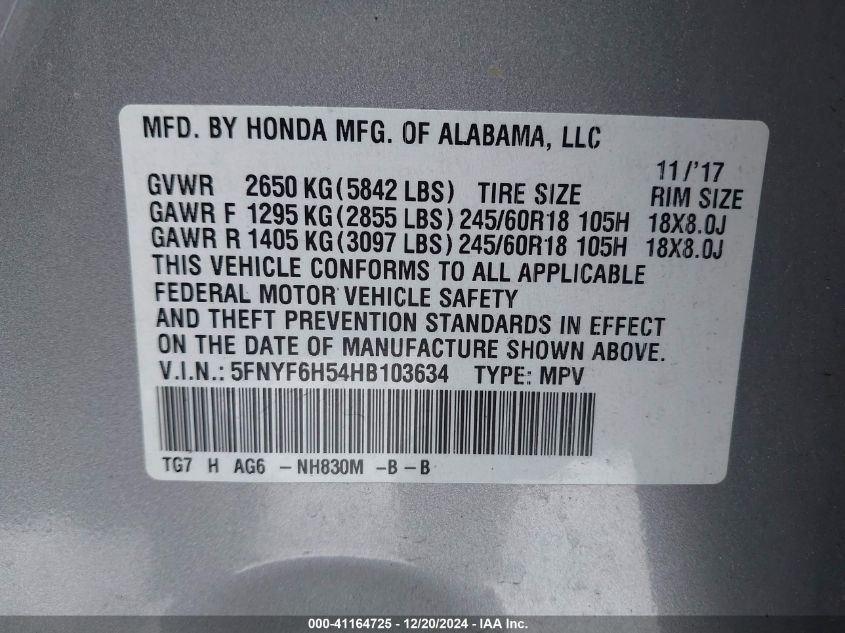 MFD. BY HONDA MFG. OF ALABAMA, LLC
11/'17
GVWR 2650 KG(5842 LBS) TIRE SIZE RIM SIZE
GAWR F 1295 KG(2855 LBS) 245/60R18 105H 18X8.0J
GAWR R 1405 KG(3097 LBS) 245/60R18 105H 18X8.0J
THIS VEHICLE CONFORMS TO ALL APPLICABLE
FEDERAL MOTOR VEHICLE SAFETY
AND THEFT PREVENTION STANDARDS IN EFFECT
ON THE DATE OF MANUFACTURE SHOWN ABOVE.
V.I.N.: 5FNYF6H54HB103634 TYPE: MPV
TG7 H AG6 -NH830M -B-B
000-41164725 - 12/20/2024 - IAA Inc.